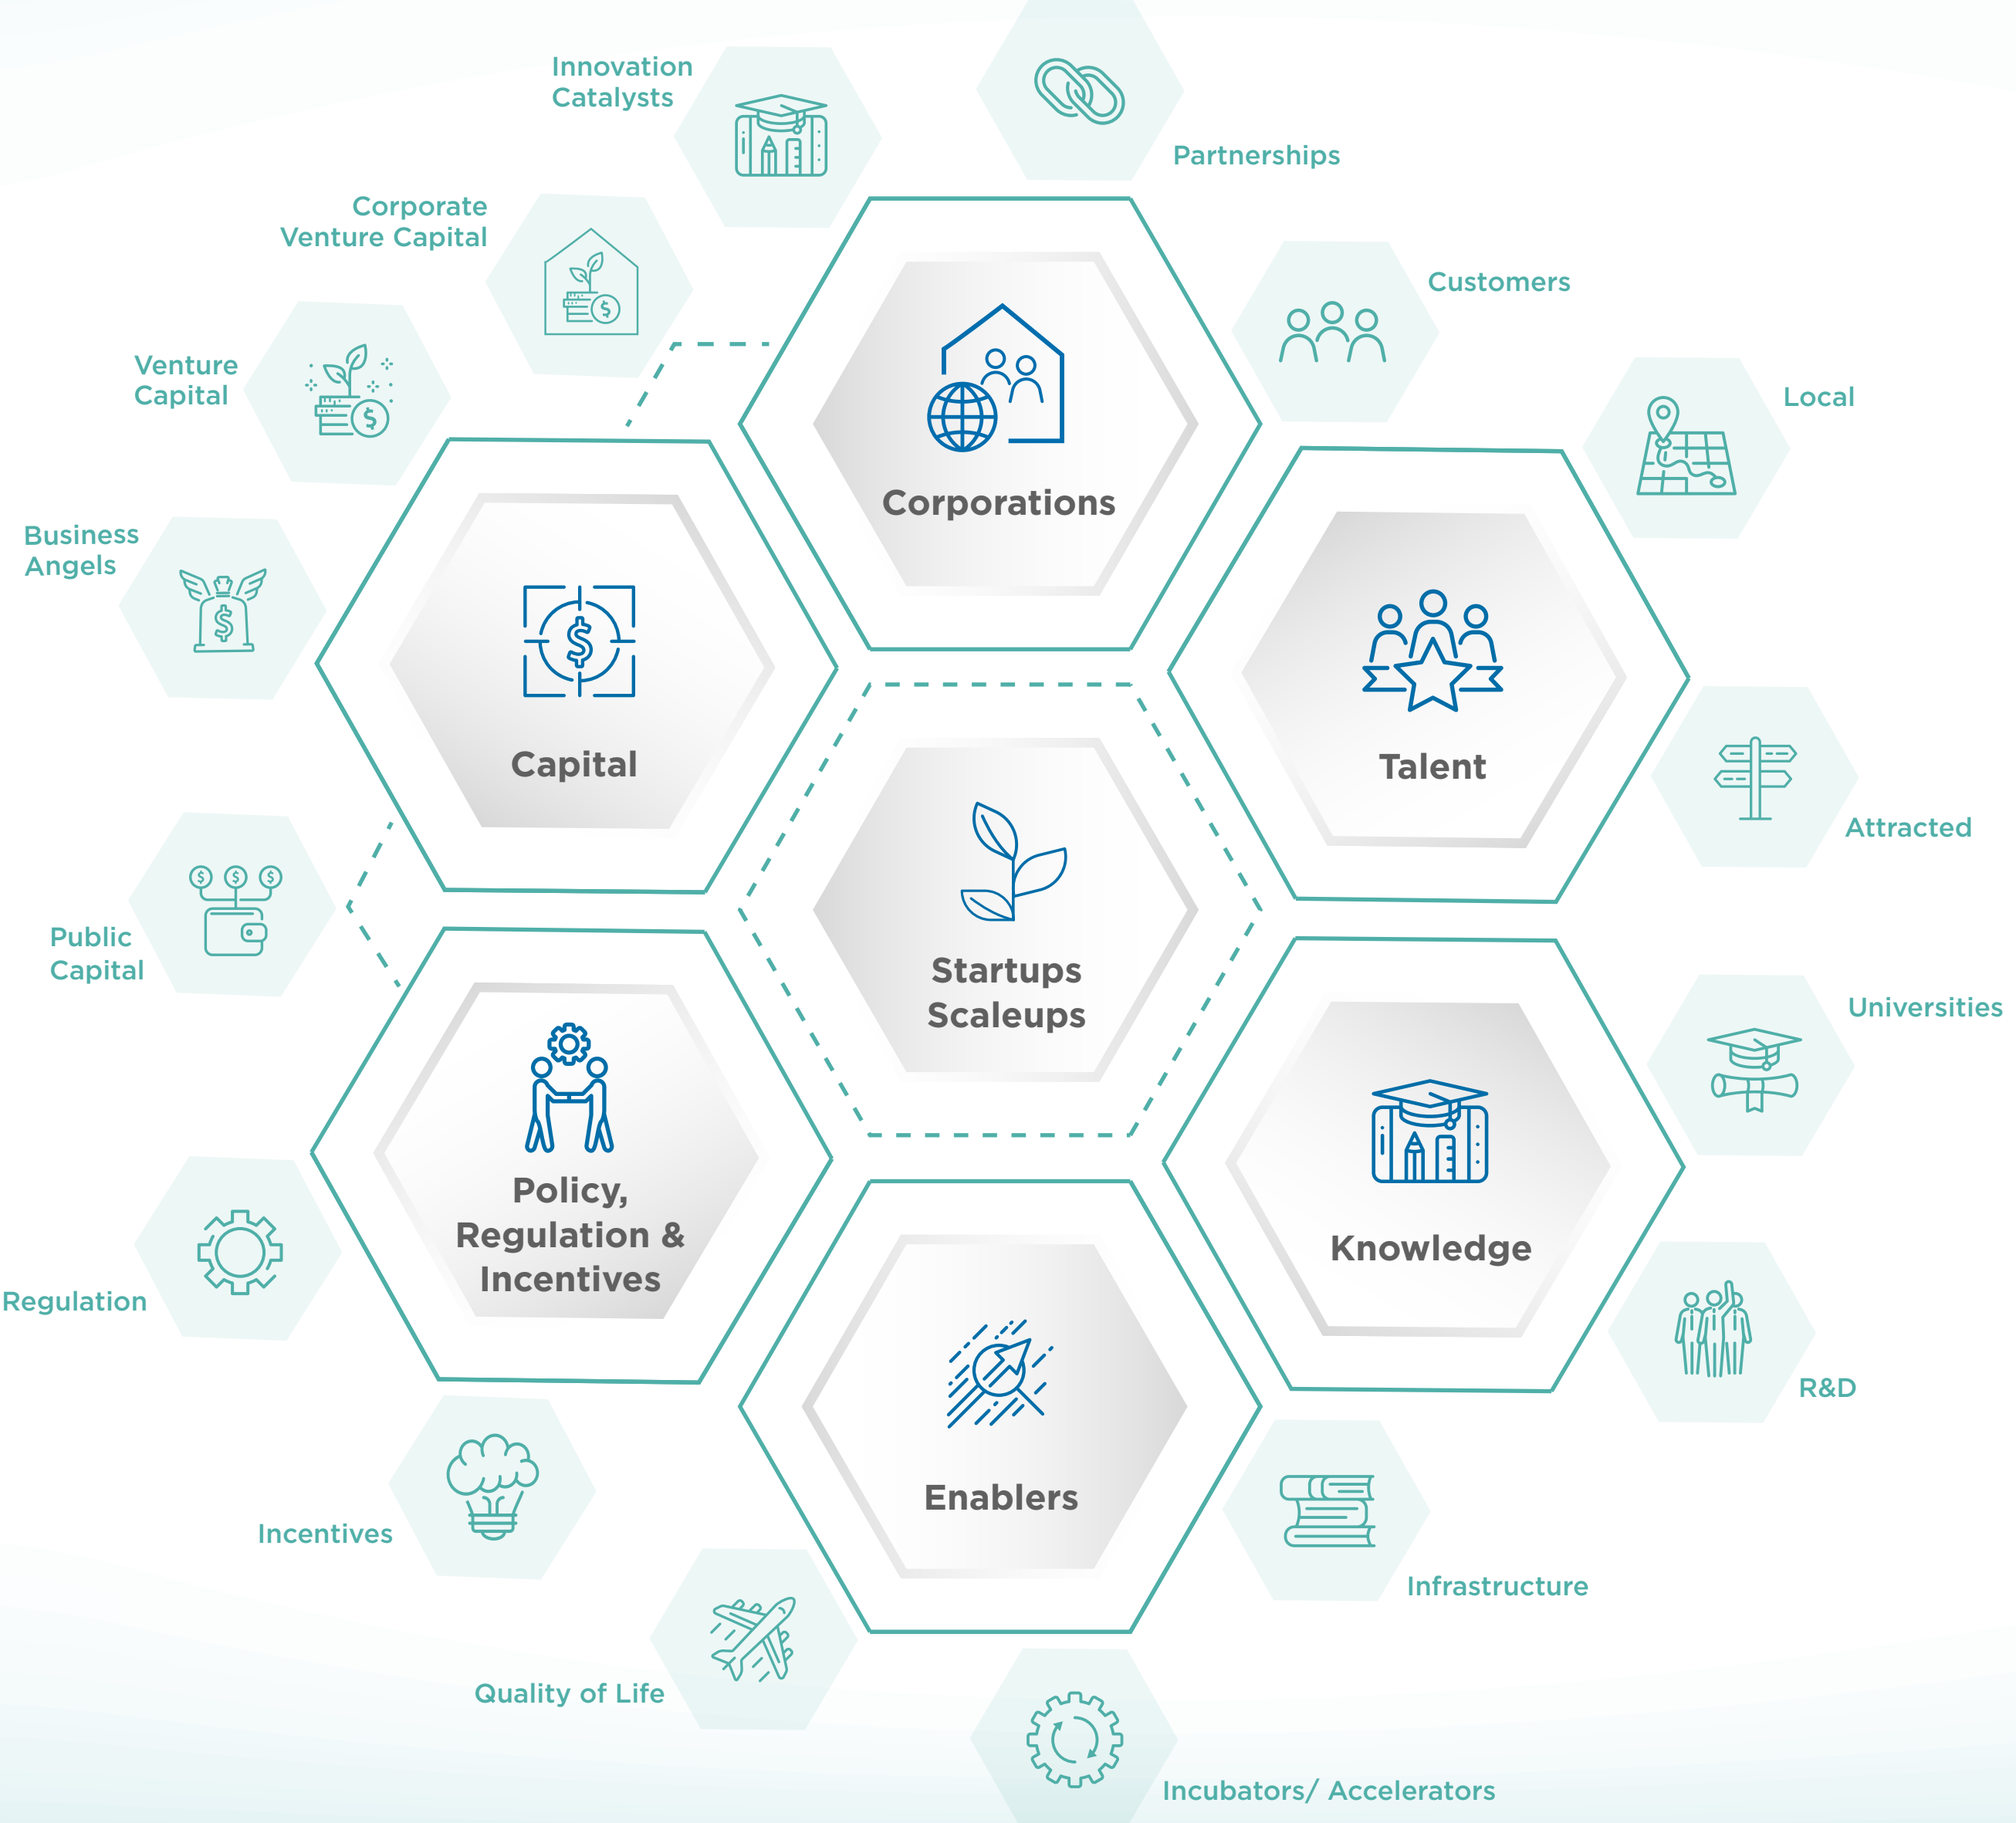 Innovation
Catalysts
Partnerships
Corporate
Venture Capital
Customers
Venture
Capital
Local
Corporations
Business
Angels
Capital
Talent
Attracted
Public
Capital
Startups
Scaleups
Universities
Policy,
Regulation &
Incentives
Knowledge
Regulation
R&D
Enablers
Incentives
Infrastructure
Quality of Life
Incubators/ Accelerators